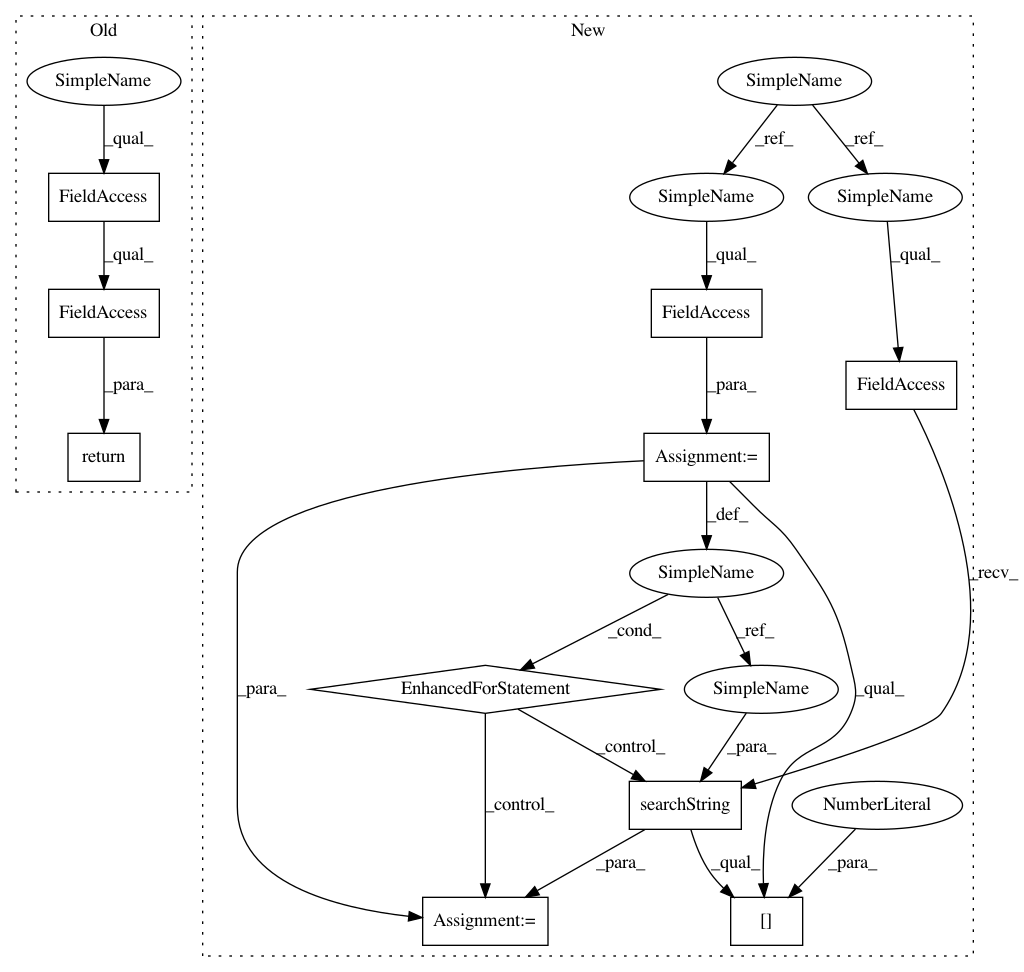 Old
New
SimpleName
SimpleName
_qual_
_ref_
_ref_
FieldAccess
SimpleName
SimpleName
_qual_
_qual_
_qual_
FieldAccess
FieldAccess
FieldAccess
_para_
_para_
return
Assignment:=
_def_
SimpleName
_recv_
_cond_
_ref_
_para_
EnhancedForStatement
SimpleName
_qual_
_control_
_para_
_control_
searchString
NumberLiteral
_para_
_qual_
_para_
Assignment:=
[]